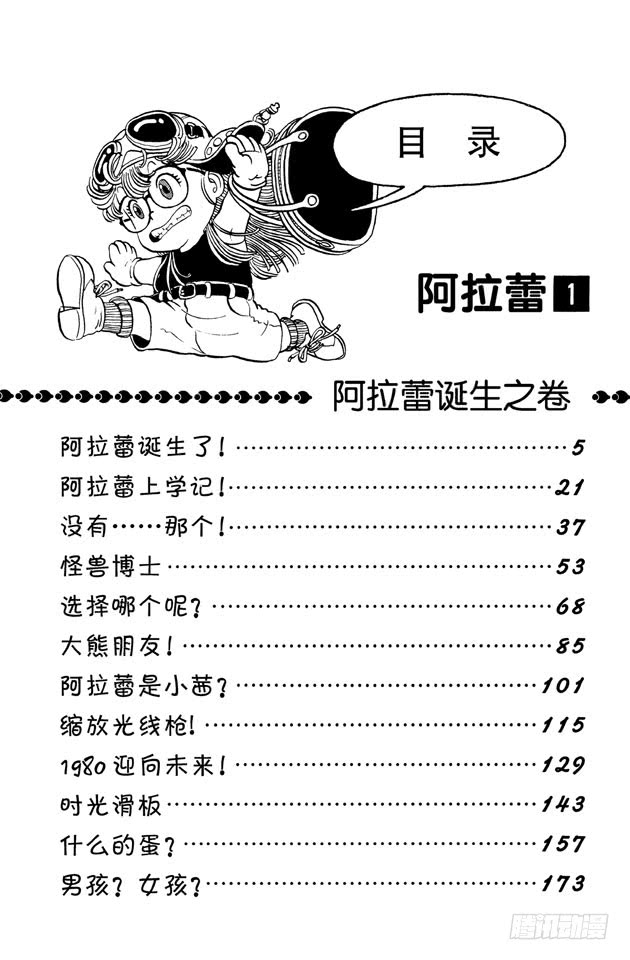 目 录
阿拉蕾 1
阿拉蕾诞生之卷
阿拉蕾诞生了!……………………………………5
阿拉蕾上学记!……………………………………21
没有……那个!……………………………………37
怪兽博士……………………………………53
选择哪个呢?……………………………………68
大熊朋友!……………………………………85
阿拉蕾是小茜?……………………………………101
缩放光线枪!……………………………………115
1980迎向未来!……………………………………129
时光滑板……………………………………143
什么的蛋?……………………………………157
男孩?女孩?……………………………………173
腾讯动漫